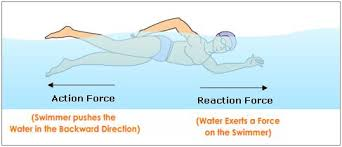 Action Force
Reaction Force
(Swimmer pushes the
Water in the Backward Direction)
(Water Exerts a Force
on the Swimmer)